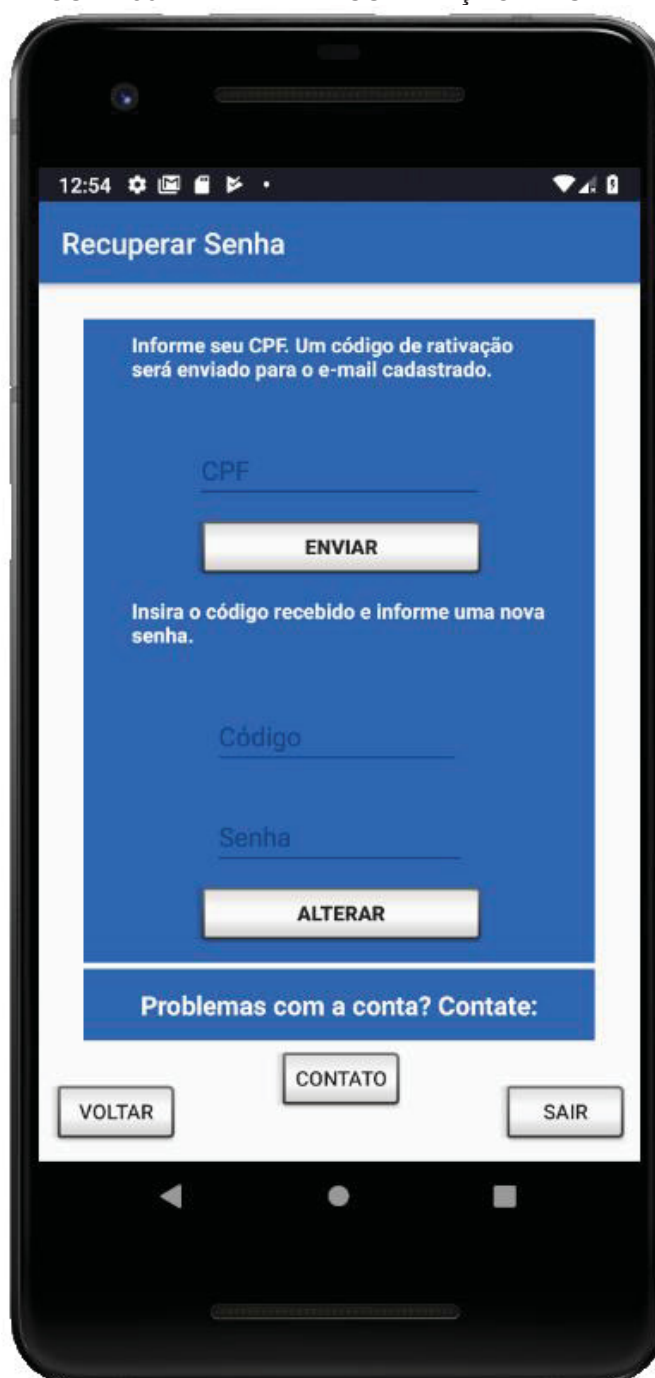 12:54
Recuperar Senha
Informe seu CPF. Um código de rativação
será enviado para o e-mail cadastrado.
CPF
ENVIAR
Insira o código recebido e informe uma nova
senha.
Código
Senha
ALTERAR
Problemas com a conta? Contate:
CONTATO
VOLTAR
SAIR